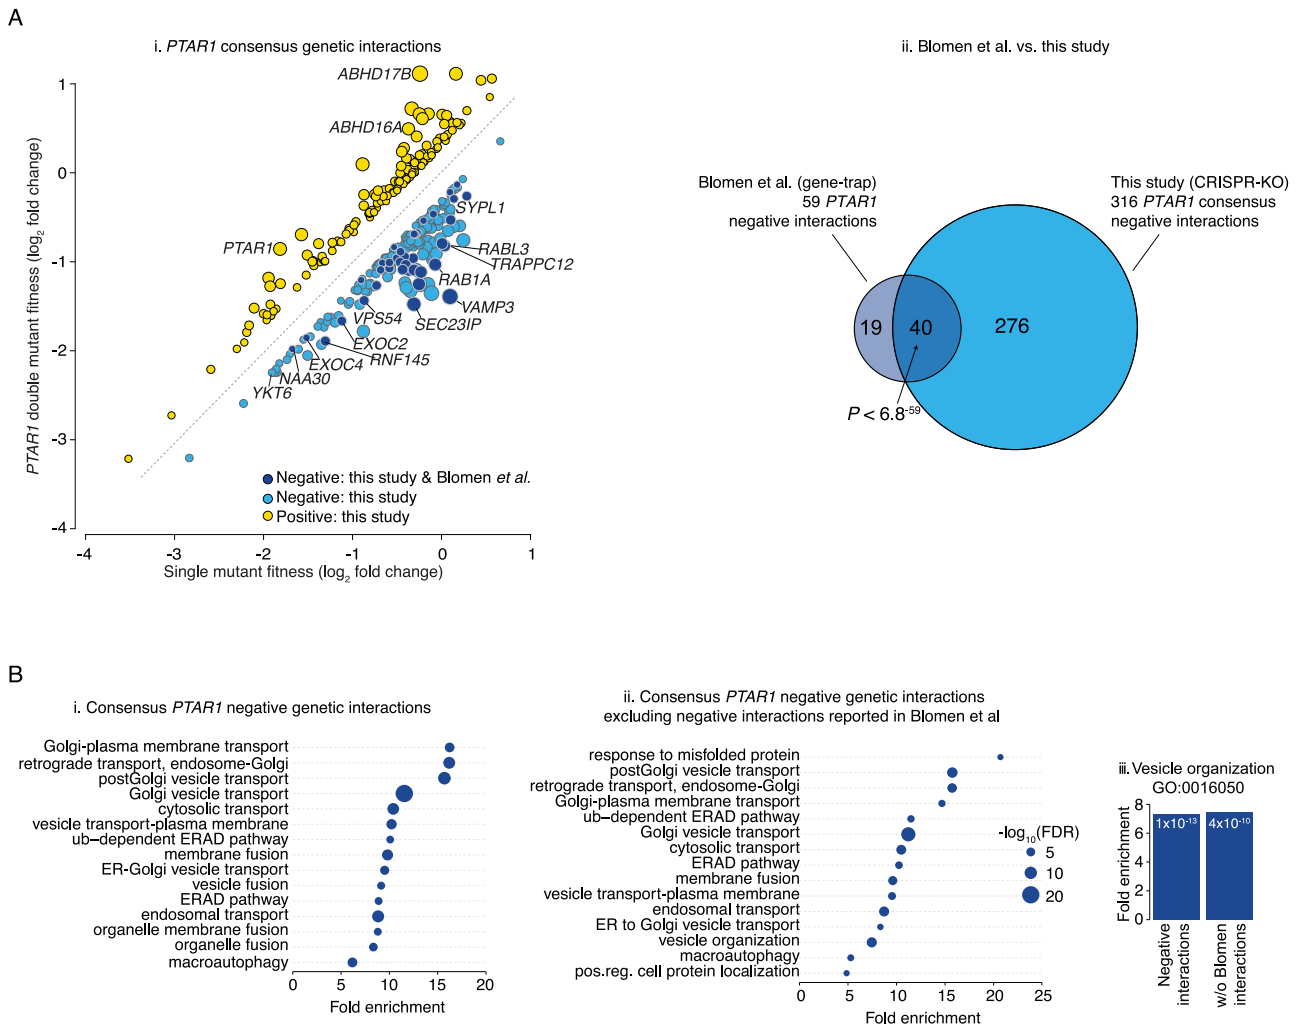 A
i. PTAR1 consensus genetic interactions
PTAR1 double mutant fitness (log2 fold change)
1
0
-1
-2
-3
-4
-4
-3
-2
-1
0
1
Single mutant fitness (log2 fold change)
ABHD17B
ABHD16A
PTAR1
SYPL1
RABL3
TRAPPC12
RAB1A
VAMP3
SEC23IP
VPS54
EXOC2
RNF145
EXOC4
NAA30
YKT6
Negative: this study & Blomen et al.
Negative: this study
Positive: this study
ii. Blomen et al. vs. this study
Blomen et al. (gene-trap)
59 PTAR1
negative interactions
This study (CRISPR-KO)
316 PTAR1 consensus
negative interactions
19
40
276
P < 6.8-59
B
i. Consensus PTAR1 negative genetic interactions
Golgi-plasma membrane transport
retrograde transport, endosome-Golgi
postGolgi vesicle transport
Golgi vesicle transport
cytosolic transport
vesicle transport-plasma membrane
ub–dependent ERAD pathway
membrane fusion
ER-Golgi vesicle transport
vesicle fusion
ERAD pathway
endosomal transport
organelle membrane fusion
organelle fusion
macroautophagy
0
5
10
15
20
Fold enrichment
ii. Consensus PTAR1 negative genetic interactions
excluding negative interactions reported in Blomen et al
response to misfolded protein
postGolgi vesicle transport
retrograde transport, endosome-Golgi
Golgi-plasma membrane transport
ub–dependent ERAD pathway
Golgi vesicle transport
cytosolic transport
ERAD pathway
membrane fusion
vesicle transport-plasma membrane
endosomal transport
ER to Golgi vesicle transport
vesicle organization
macroautophagy
pos.reg. cell protein localization
0
5
10
15
20
25
Fold enrichment
-log10(FDR)
5
10
20
iii. Vesicle organization
GO:0016050
Fold enrichment
8
6
4
2
0
1x10-13
4x10-10
Negative
interactions
w/o Blomen
interactions